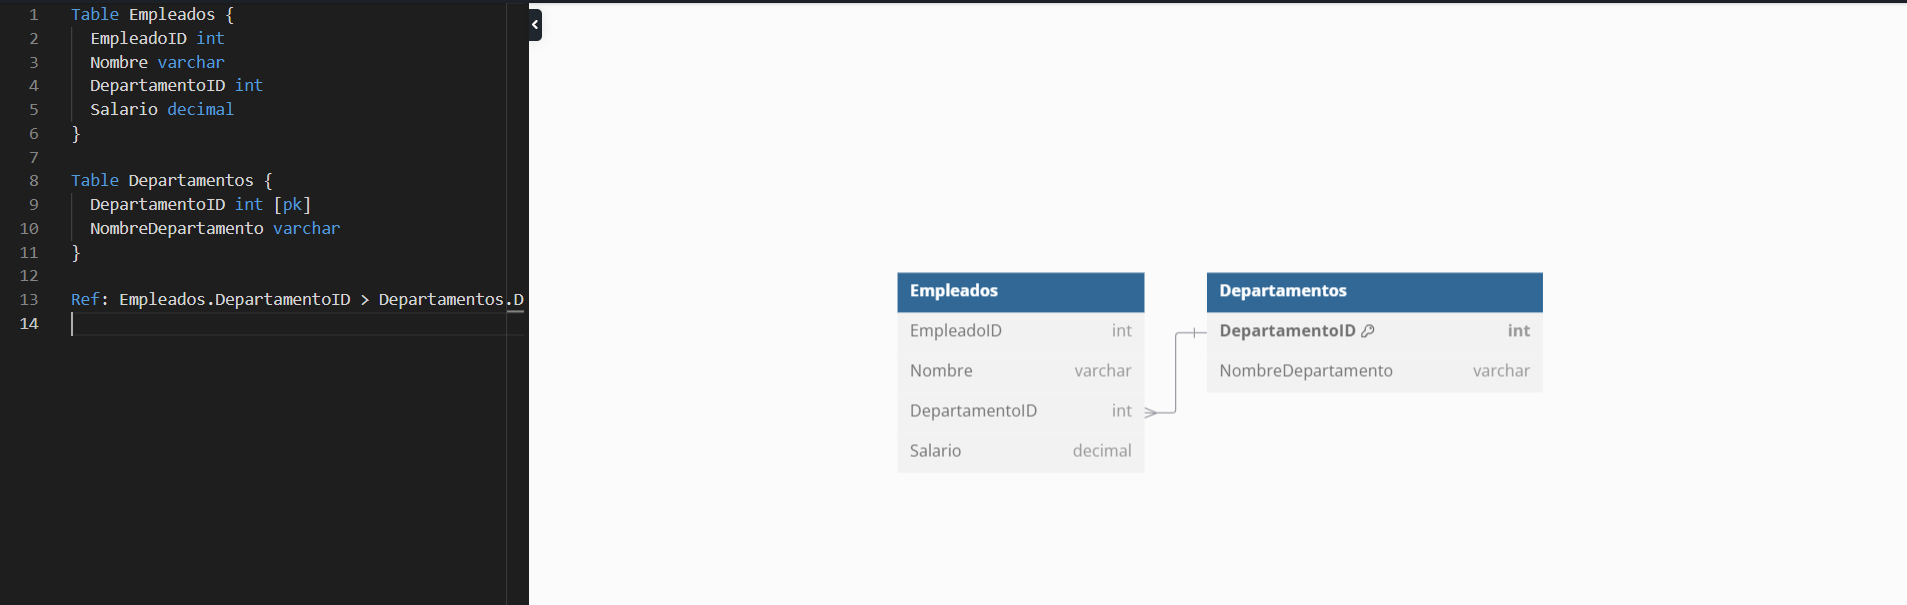 1 Table Empleados {
2 EmpleadoID int
3 Nombre varchar
4 DepartamentoID int
5 Salario decimal
6 }
7
8 Table Departamentos {
9 DepartamentoID int [pk]
10 NombreDepartamento varchar
11 }
12
13 Ref: Empleados.DepartamentoID > Departamentos.D
14
Empleados
EmpleadoID int
Nombre varchar
DepartamentoID int
Salario decimal
Departamentos
DepartamentoID int
NombreDepartamento varchar